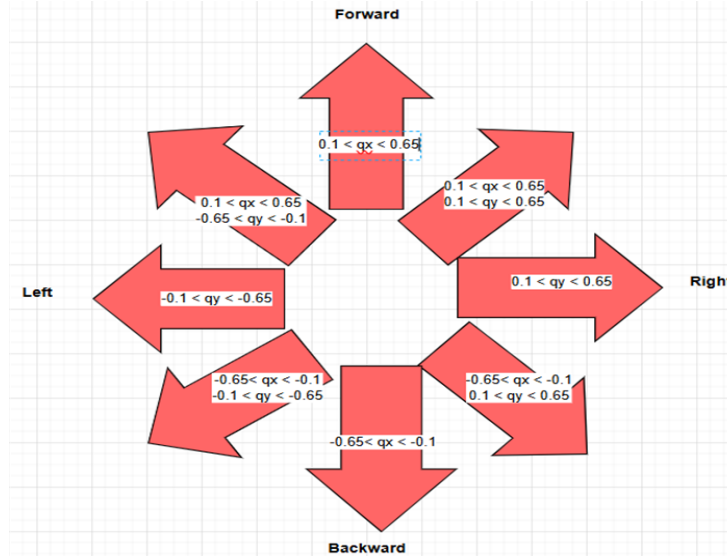 Forward
0.1 < qx < 0.65
0.1 < qx < 0.65
-0.65 < qy < -0.1
0.1 < qx < 0.65
0.1 < qy < 0.65
Left
-0.1 < qy < -0.65
0.1 < qy < 0.65
Right
-0.65< qx < -0.1
-0.1 < qy < -0.65
-0.65< qx < -0.1
0.1 < qy < 0.65
-0.65< qx < -0.1
Backward